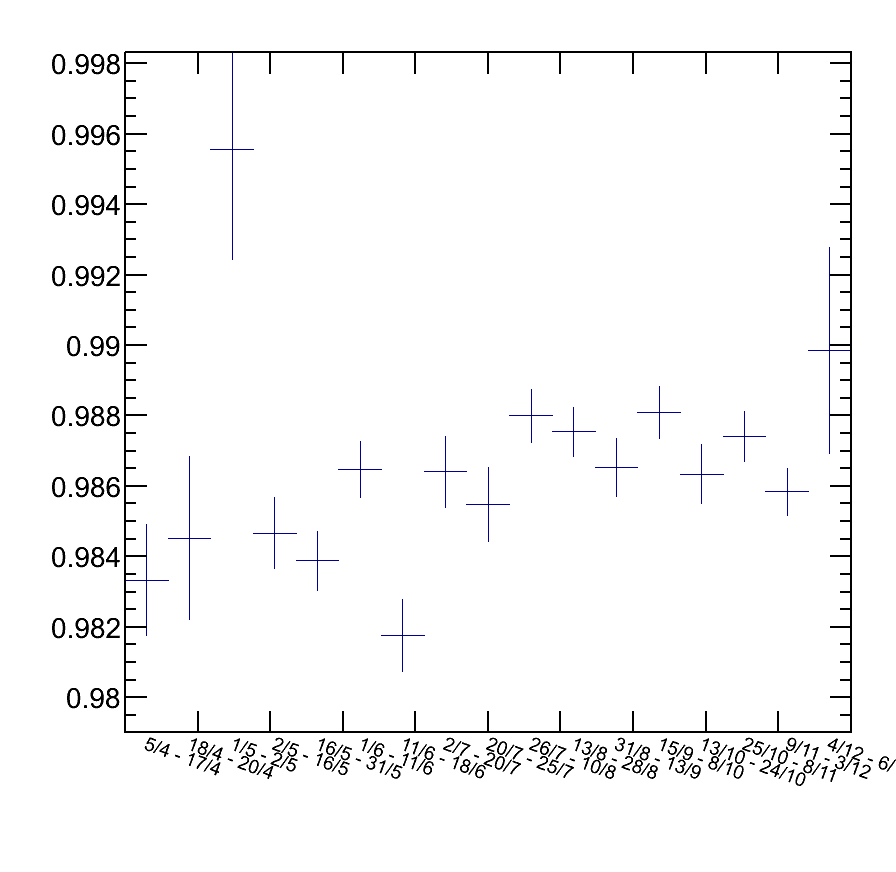 0.998
0.996
0.994
0.992
0.99
0.988
0.986
0.984
0.982
0.98
5/4 - 17/4
18/4 - 20/4
1/5 - 2/5
2/5 - 16/5
16/5 - 31/5
1/6 - 11/6
11/6 - 18/6
2/7 - 20/7
20/7 - 25/7
26/7 - 10/8
13/8 - 28/8
31/8 - 13/9
15/9 - 8/10
13/10 - 24/10
25/10 - 8/11
9/11 - 3/12
4/12 - 6/